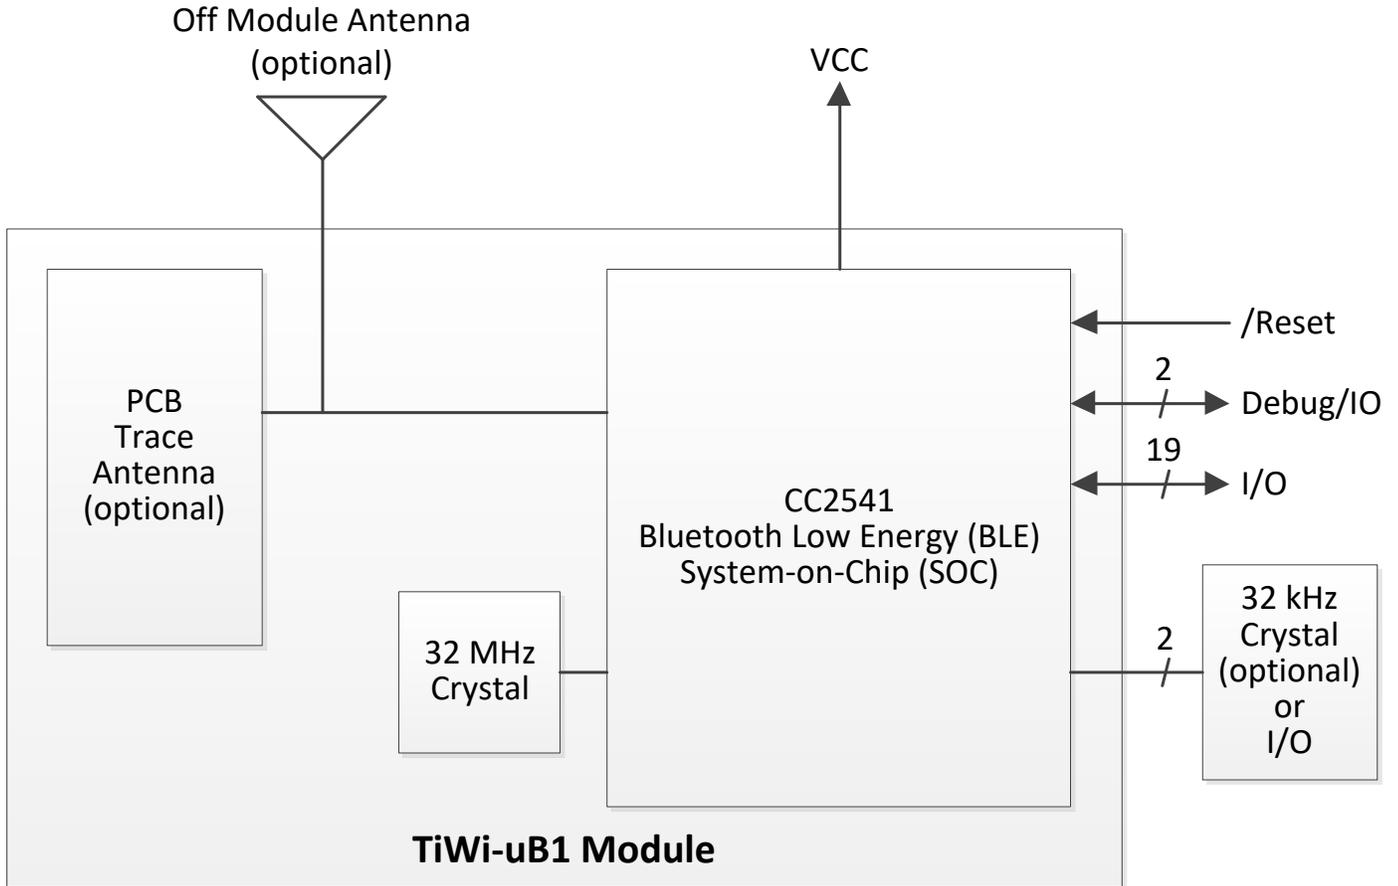 Off Module Antenna
(optional)
VCC
/Reset
2
Debug/IO
19
I/O
PCB
Trace
Antenna
(optional)
CC2541
Bluetooth Low Energy (BLE)
System-on-Chip (SOC)
32 MHz
Crystal
2
32 kHz
Crystal
(optional)
or
I/O
TiWi-uB1 Module